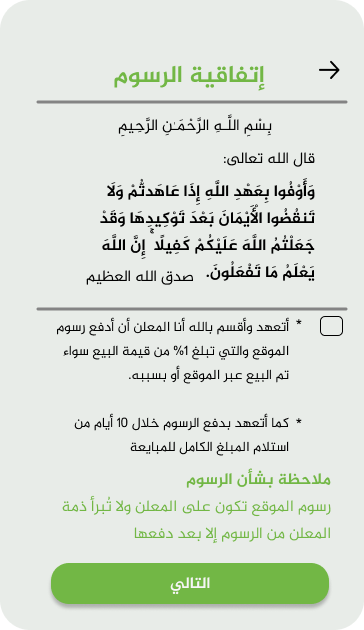 إتفاقية الرسوم
بِسْمِ اللَّـهِ الرَّحْمَـٰنِ الرَّحِيمِ
قال الله تعالى:
وَأَوْفُوا بِعَهْدِ اللَّهِ إِذَا عَاهَدتُّمْ وَلَا
تَنقُضُوا الْأَيْمَانَ بَعْدَ تَوْكِيدِهَا وَقَدْ
جَعَلْتُمُ اللَّهَ عَلَيْكُمْ كَفِيلًا ۚ إِنَّ اللَّهَ
يَعْلَمُ مَا تَفْعَلُونَ. صدق الله العظيم
* أتعهد وأقسم بالله أنا المعلن أن أدفع رسوم
الموقع والتي تبلغ 1% من قيمة البيع سواء
تم البيع عبر الموقع أو بسببه.
* كما أتعهد بدفع الرسوم خلال 10 أيام من
استلام المبلغ الكامل للمبايعة
ملاحظة بشأن الرسوم
رسوم الموقع تكون على المعلن ولا تُبرأ ذمة
المعلن من الرسوم إلا بعد دفعها
التالي